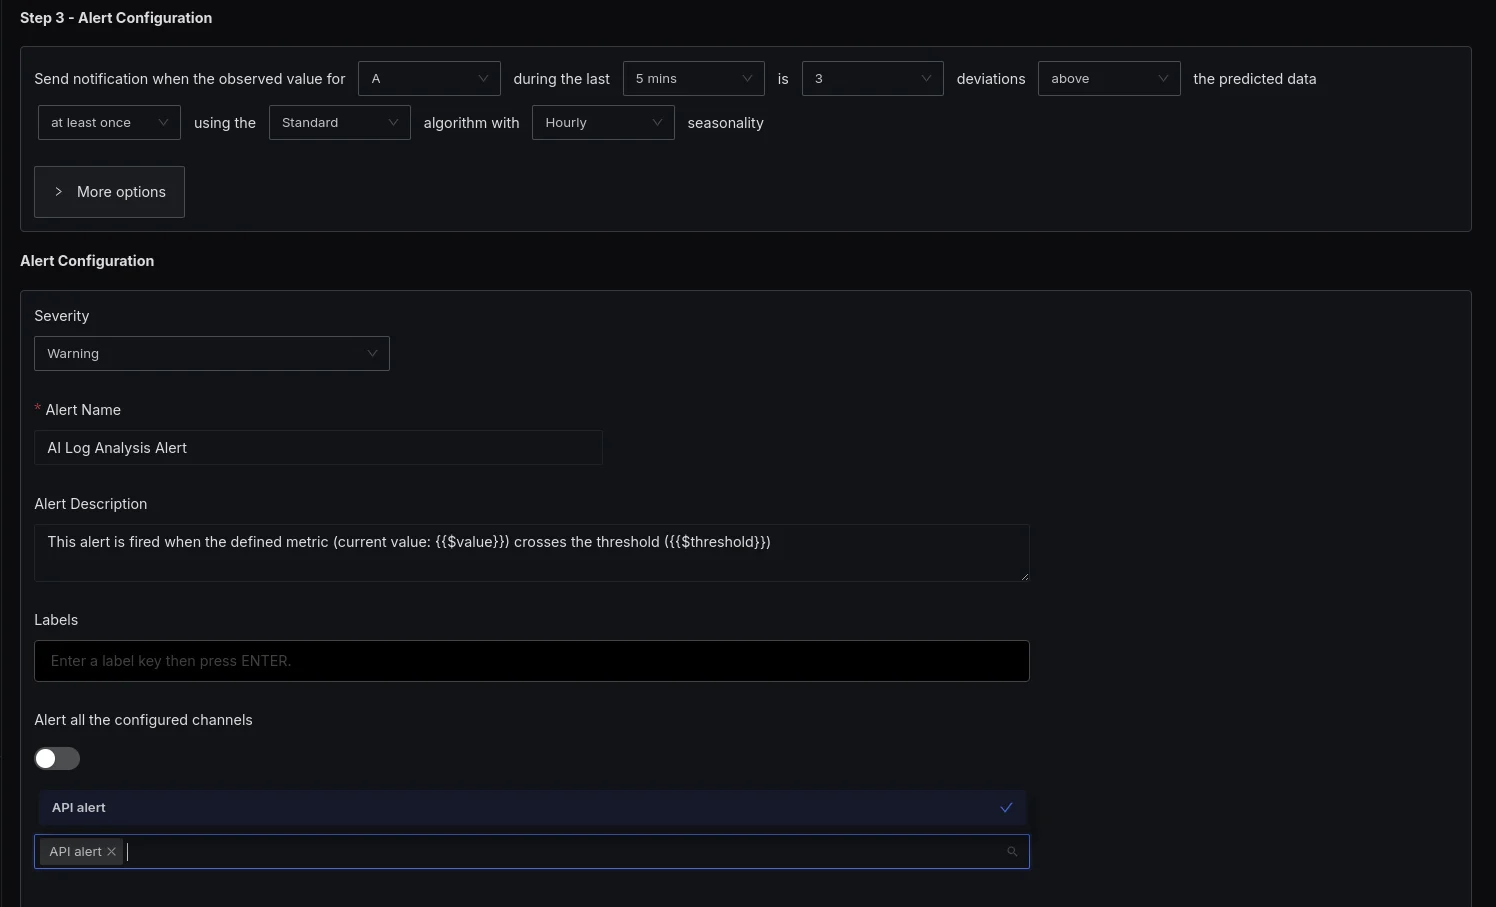 Step 3 - Alert Configuration
Send notification when the observed value for A during the last 5 mins is 3 deviations above the predicted data
at least once using the Standard algorithm with Hourly seasonality
More options
Alert Configuration
Severity
Warning
* Alert Name
AI Log Analysis Alert
Alert Description
This alert is fired when the defined metric (current value: {{$value}}) crosses the threshold ({{$threshold}})
Labels
Enter a label key then press ENTER.
Alert all the configured channels
API alert
API alert